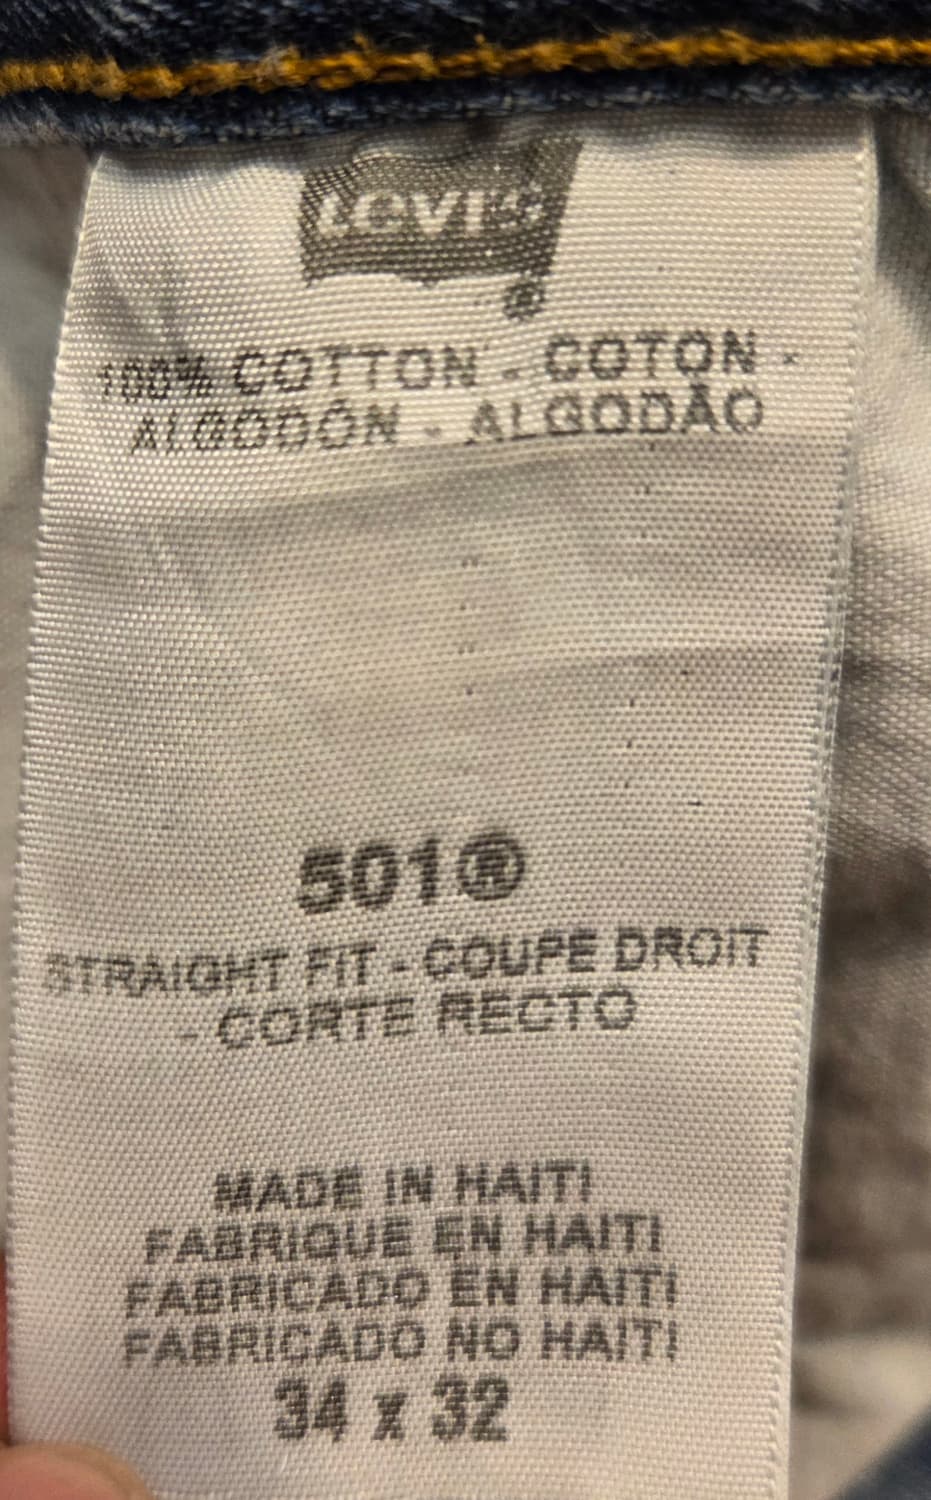 Levi's
®
100% COTTON - COTON -
ALGODÓN - ALGODÃO
501®
STRAIGHT FIT - COUPE DROIT
- CORTE RECTO
MADE IN HAITI
FABRIQUE EN HAITI
FABRICADO EN HAITI
FABRICADO NO HAITI
34 x 32